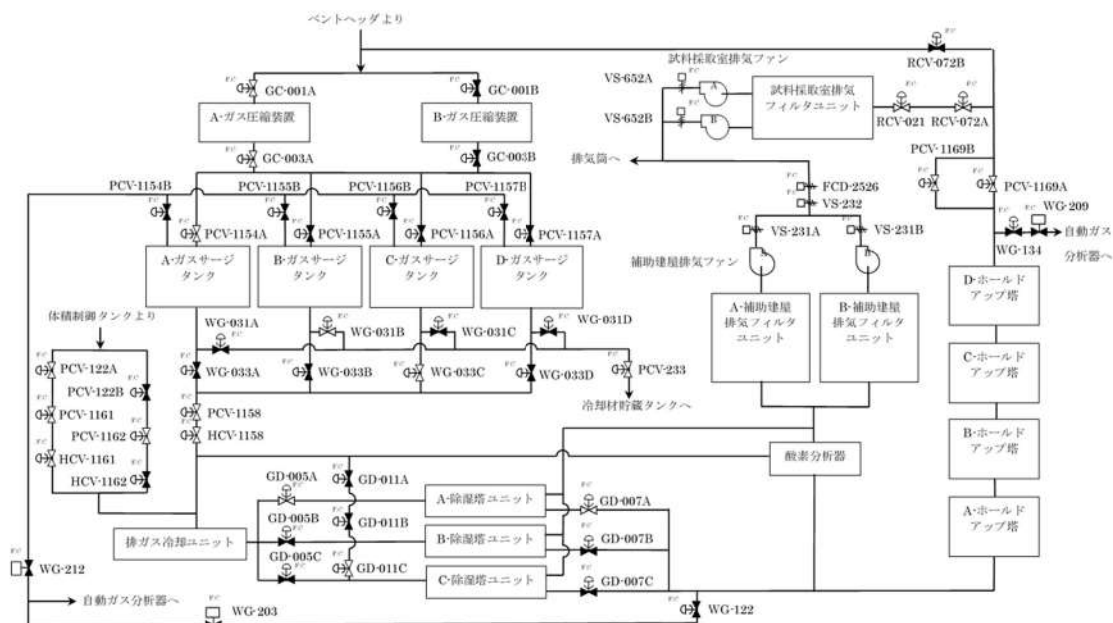 ベントヘッダより
F.C
GC-001A
F.C
GC-001B
A-ガス圧縮装置
B-ガス圧縮装置
F.C
GC-003A
F.C
GC-003B
PCV-1154B
PCV-1155B
PCV-1156B
PCV-1157B
F.C
F.C
F.C
F.C
PCV-1154A
PCV-1155A
PCV-1156A
PCV-1157A
A-ガスサージ
タンク
B-ガスサージ
タンク
C-ガスサージ
タンク
D-ガスサージ
タンク
体積制御タンクより
WG-031A
WG-031B
WG-031C
WG-031D
F.C
F.C
F.C
F.C
WG-033A
WG-033B
WG-033C
WG-033D
F.C
PCV-233
冷却材貯蔵タンクへ
F.C
PCV-122A
PCV-122B
F.C
PCV-1161
PCV-1162
F.C
HCV-1161
HCV-1162
F.C
PCV-1158
F.C
HCV-1158
排ガス冷却ユニット
GD-005A
F.C
GD-005B
F.C
GD-005C
F.C
GD-011A
F.C
GD-011B
F.C
GD-011C
F.C
A-除湿塔ユニット
B-除湿塔ユニット
C-除湿塔ユニット
F.C
GD-007A
F.C
GD-007B
F.C
GD-007C
F.C
WG-212
自動ガス分析器へ
F.C
WG-203
F.C
WG-122
試料採取室排気ファン
VS-652A
F.C
A
VS-652B
F.C
B
試料採取室排気
フィルタユニット
F.C
RCV-072B
F.C
RCV-021
F.C
RCV-072A
排気筒へ
PCV-1169B
F.C
F.C
PCV-1169A
F.C
FCD-2526
F.C
VS-232
F.C
VS-231A
F.C
VS-231B
補助建屋排気ファン
A
B
A-補助建屋
排気フィルタ
ユニット
B-補助建屋
排気フィルタ
ユニット
F.C
WG-134
F.C
WG-209
自動ガス
分析器へ
酸素分析器
D-ホールド
アップ塔
C-ホールド
アップ塔
B-ホールド
アップ塔
A-ホールド
アップ塔